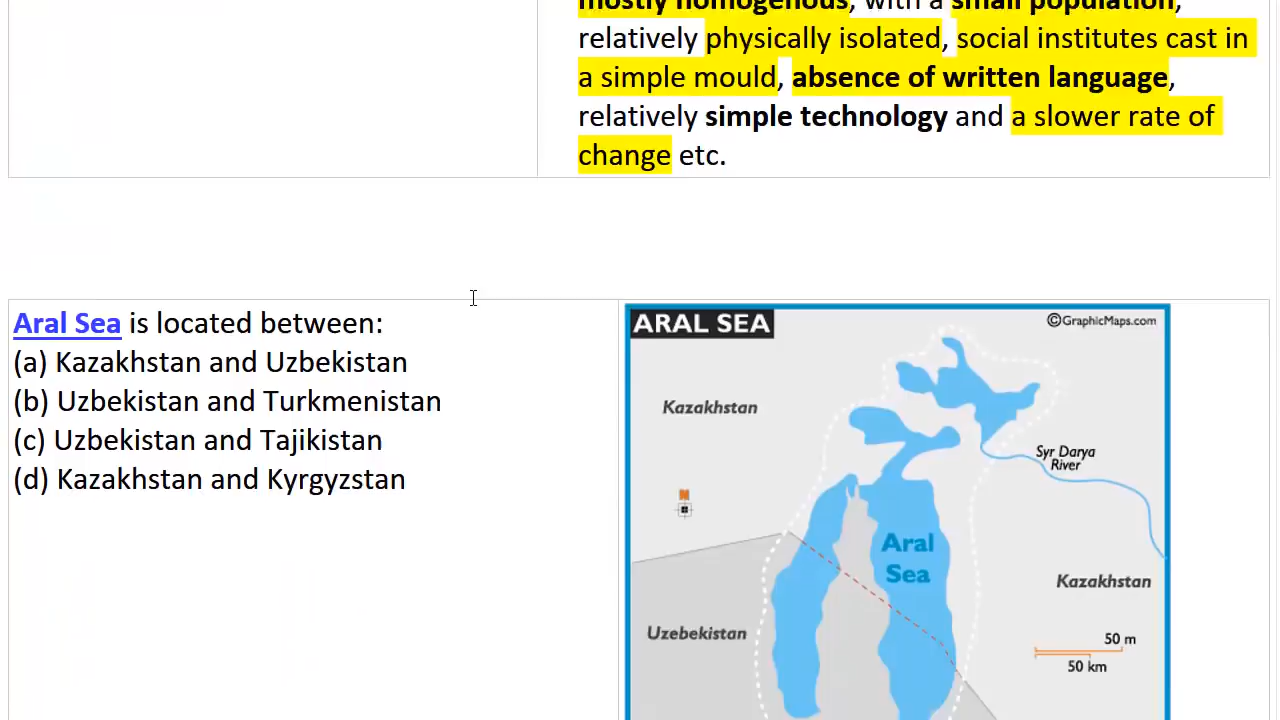 mostly homogenous, with a small population,
relatively physically isolated, social institutes cast in
a simple mould, absence of written language,
relatively simple technology and a slower rate of
change etc.
Aral Sea is located between:
(a) Kazakhstan and Uzbekistan
(b) Uzbekistan and Turkmenistan
(c) Uzbekistan and Tajikistan
(d) Kazakhstan and Kyrgyzstan
ARAL SEA
©GraphicMaps.com
Kazakhstan
Syr Darya
River
N
Aral
Sea
Kazakhstan
Uzebekistan
50 m
50 km